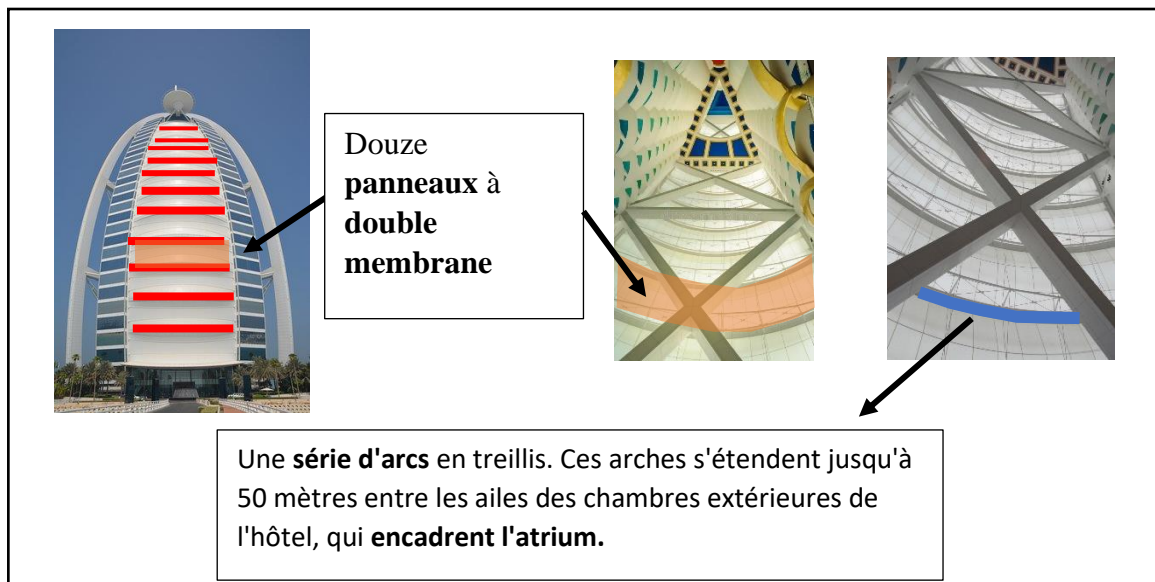 Douze
panneaux à
double
membrane
Une série d'arcs en treillis. Ces arches s'étendent jusqu'à
50 mètres entre les ailes des chambres extérieures de
l'hôtel, qui encadrent l'atrium.